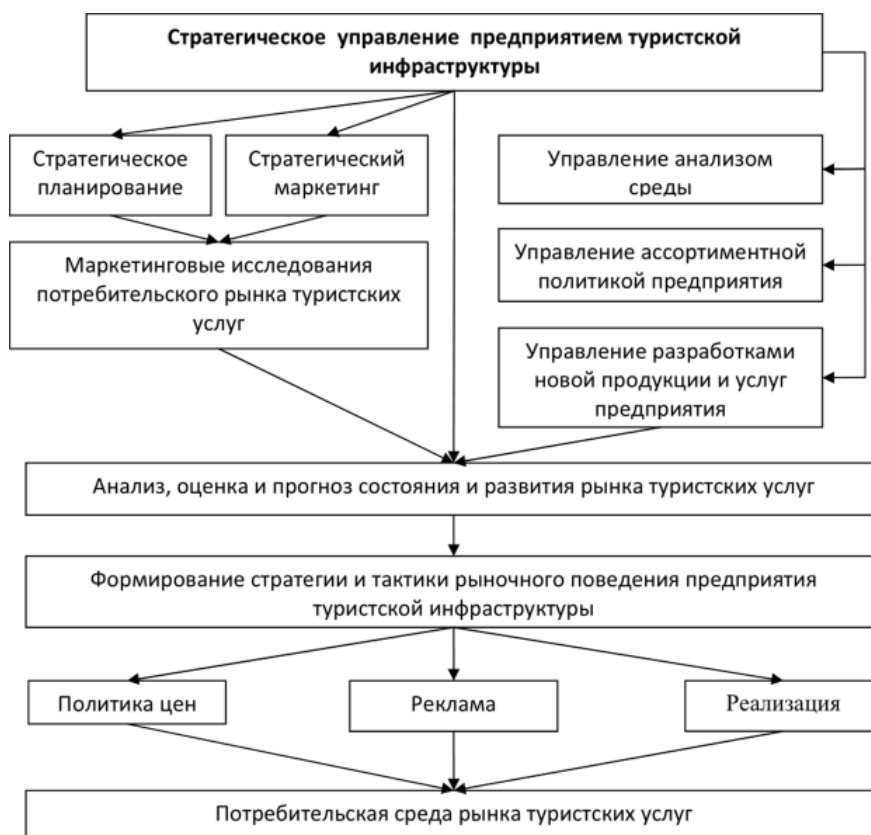 Стратегическое управление предприятием туристской
инфраструктуры
Стратегическое
планирование
Стратегический
маркетинг
Управление анализом
среды
Маркетинговые исследования
потребительского рынка туристских
услуг
Управление ассортиментной
политикой предприятия
Управление разработками
новой продукции и услуг
предприятия
Анализ, оценка и прогноз состояния и развития рынка туристских услуг
Формирование стратегии и тактики рыночного поведения предприятия
туристской инфраструктуры
Политика цен
Реклама
Реализация
Потребительская среда рынка туристских услуг